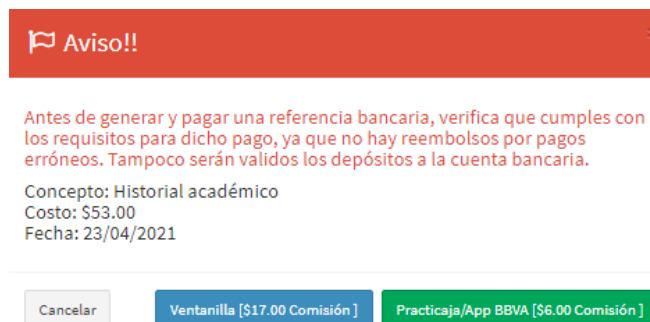 Aviso!!
Antes de generar y pagar una referencia bancaria, verifica que cumples con
los requisitos para dicho pago, ya que no hay reembolsos por pagos
erróneos. Tampoco serán validos los depósitos a la cuenta bancaria.
Concepto: Historial académico
Costo: $53.00
Fecha: 23/04/2021
Cancelar
Ventanilla [$17.00 Comisión ]
Practicaja/App BBVA [$6.00 Comisión ]